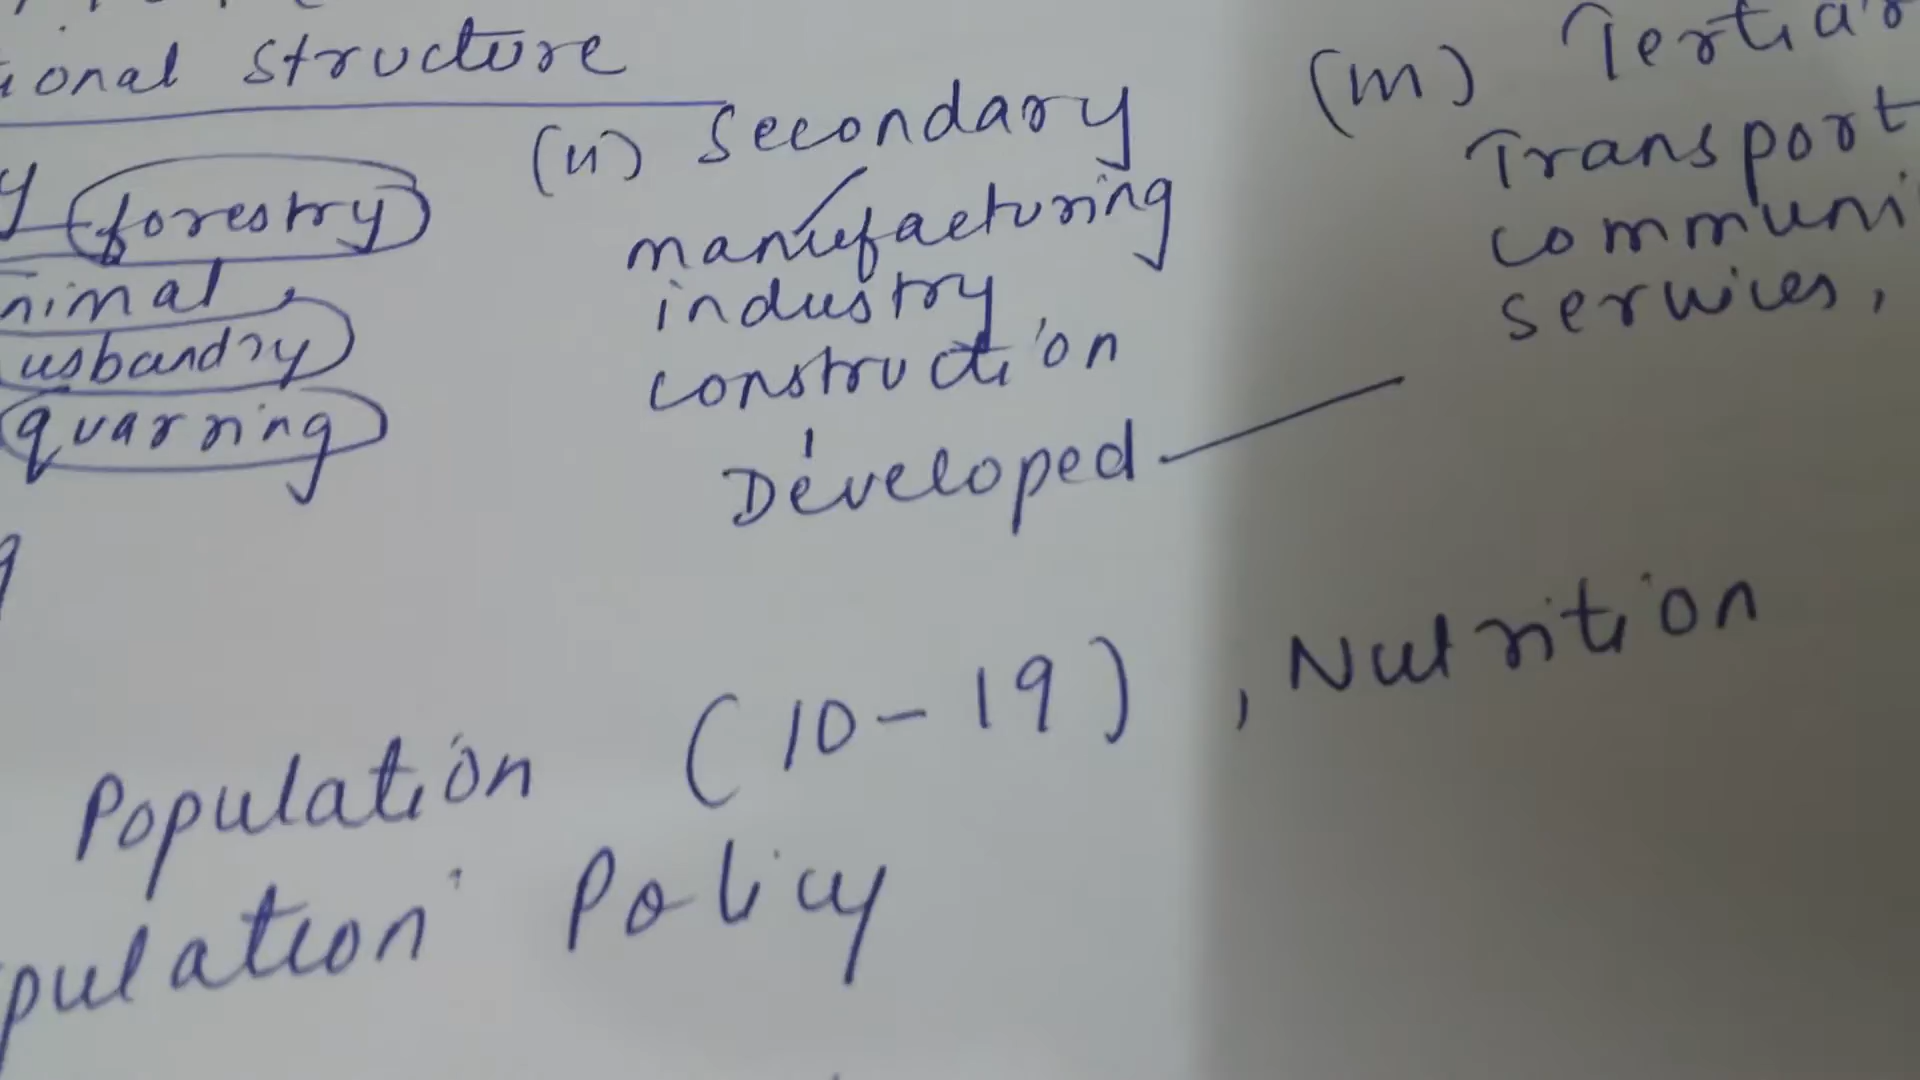 ional structure
(ii) Secondary
manufacturing
industry
construction
Developed
forestry
nimal
usbandry
quarring
(iii) Tertiar
Transport
communi
services,
Population (10-19), Nutrition
pulation Policy